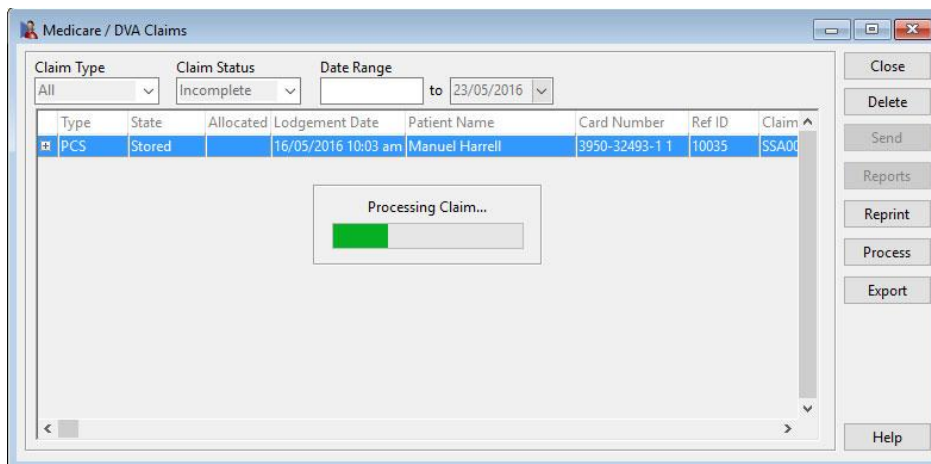 Medicare / DVA Claims
Claim Type Claim Status Date Range
All Incomplete to 23/05/2016
Type State Allocated Lodgement Date Patient Name Card Number Ref ID Claim
PCS Stored 16/05/2016 10:03 am Manuel Harrell 3950-32493-1 1 10035 SSA00
Processing Claim...
Close
Delete
Send
Reports
Reprint
Process
Export
Help